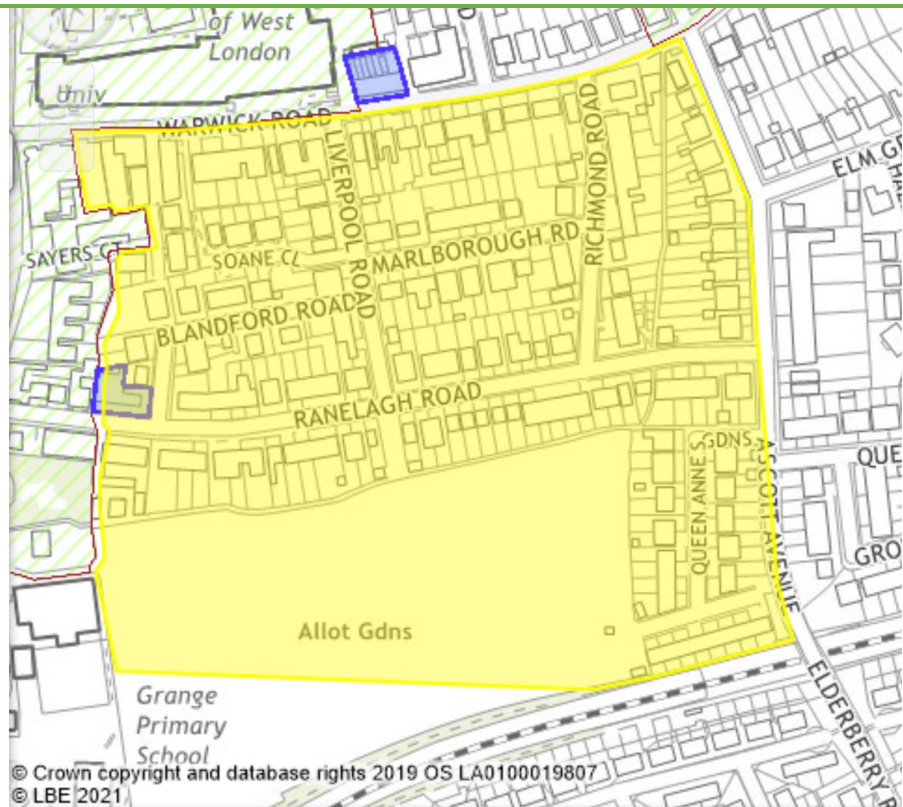 of West
London
Univ
WARWICK ROAD
LIVERPOOL ROAD
RICHMOND ROAD
ELM GR
SAYERS CT
SOANE CL
MARLBOROUGH RD
BLANDFORD ROAD
RANELAGH ROAD
QUEEN ANNE'S GDNS
ASCOTT AVENUE
QUE
GRO
Allot Gdns
Grange
Primary
School
ELDERBERRY R
© Crown copyright and database rights 2019 OS LA0100019807
© LBE 2021